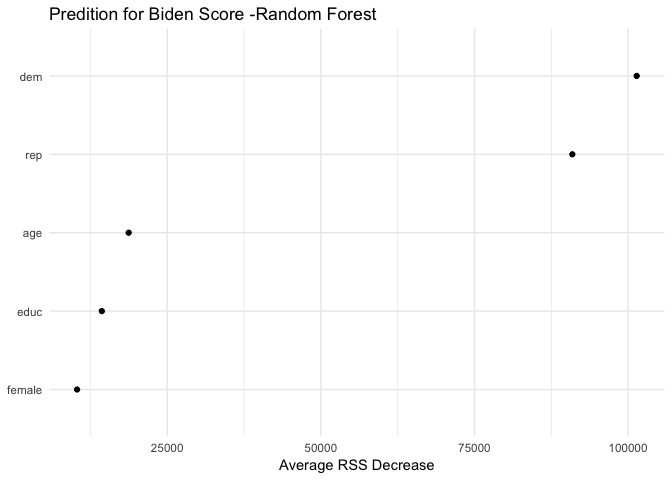 Predition for Biden Score -Random Forest
dem
rep
age
educ
female
25000
50000
75000
100000
Average RSS Decrease